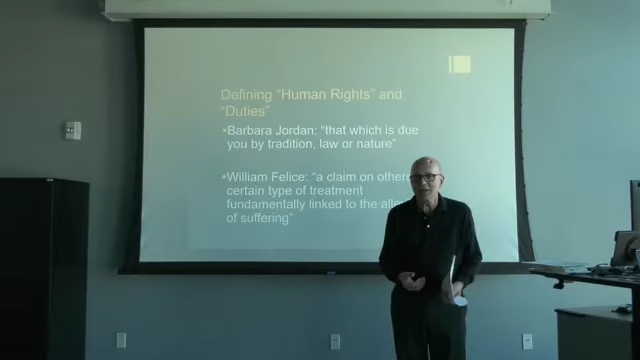 Defining “Human Rights” and
“Duties”
Barbara Jordan: “that which is due
you by tradition, law or nature”
William Felice: “a claim on others
certain type of treatment
fundamentally linked to the
of suffering”